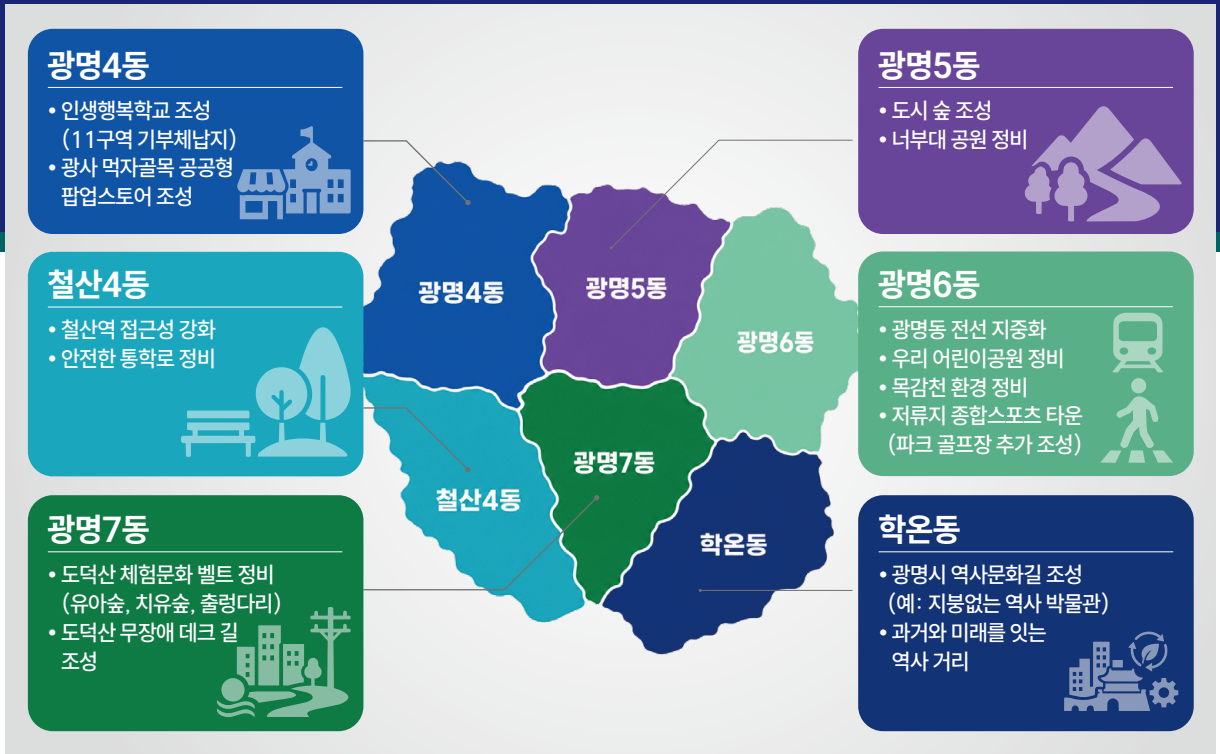 광명4동
• 인생행복학교 조성
(11구역 기부체납지)
• 광사 먹자골목 공공형
팝업스토어 조성
철산4동
• 철산역 접근성 강화
• 안전한 통학로 정비
광명7동
• 도덕산 체험문화 벨트 정비
(유아숲, 치유숲, 출렁다리)
• 도덕산 무장애 데크 길
조성
광명4동
광명5동
광명6동
광명7동
철산4동
학온동
광명5동
• 도시 숲 조성
• 너부대 공원 정비
광명6동
• 광명동 전선 지중화
• 우리 어린이공원 정비
• 목감천 환경 정비
• 저류지 종합스포츠 타운
(파크 골프장 추가 조성)
학온동
• 광명시 역사문화길 조성
(예: 지붕없는 역사 박물관)
• 과거와 미래를 잇는
역사 거리